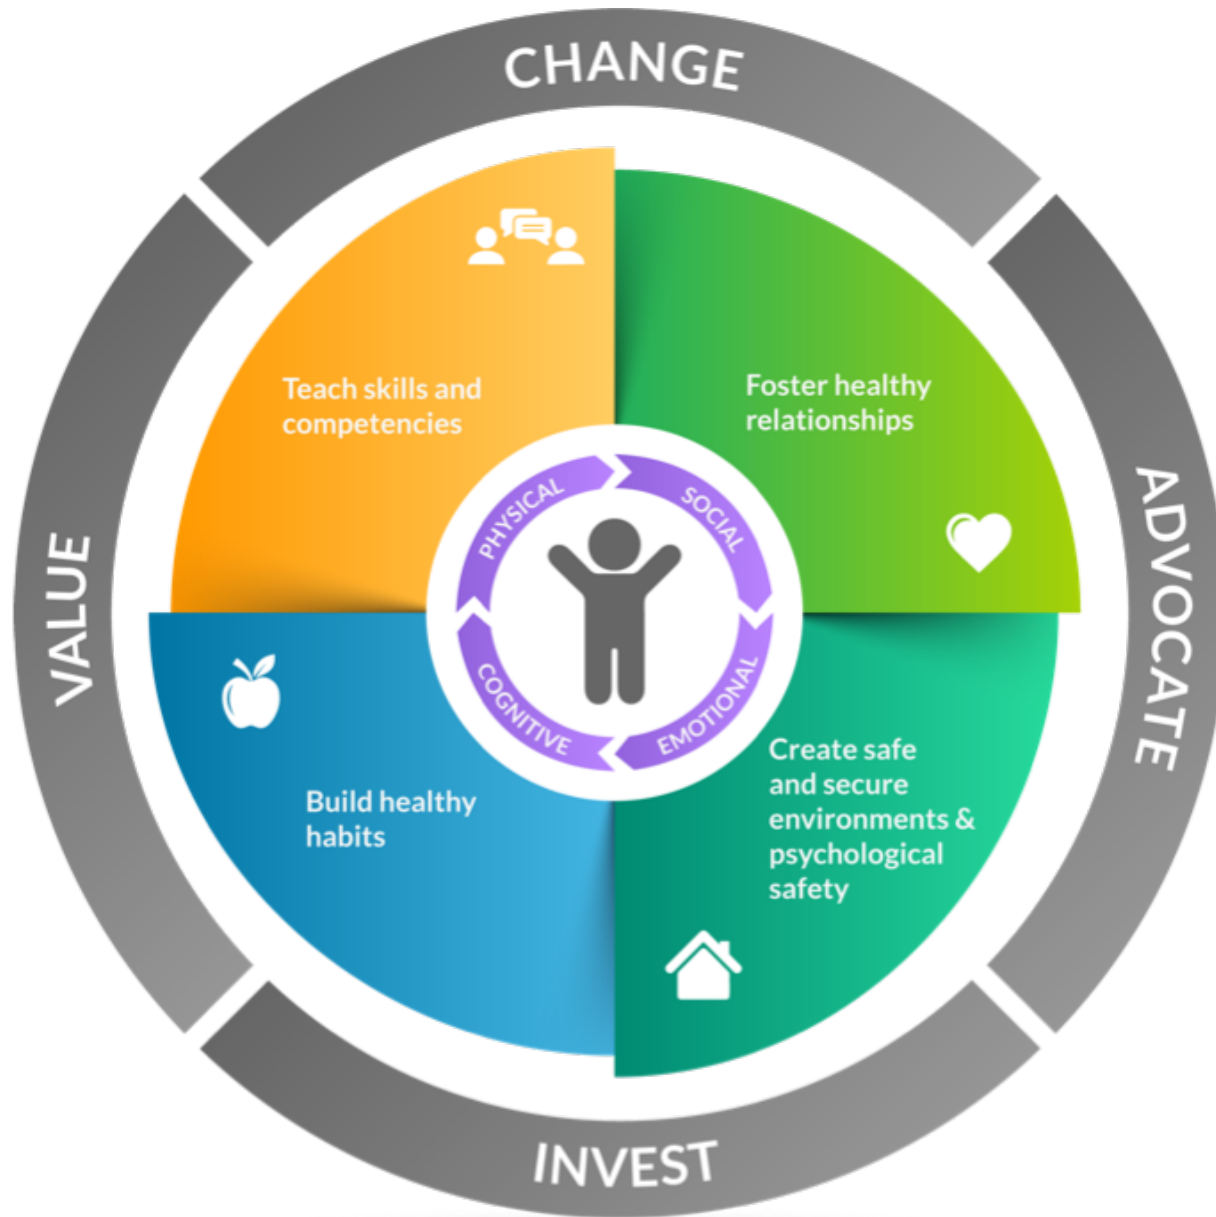 CHANGE
Teach skills and
competencies
Foster healthy
relationships
PHYSICAL
SOCIAL
VALUE
ADVOCATE
COGNITIVE
EMOTIONAL
Build healthy
habits
Create safe
and secure
environments &
psychological
safety
INVEST